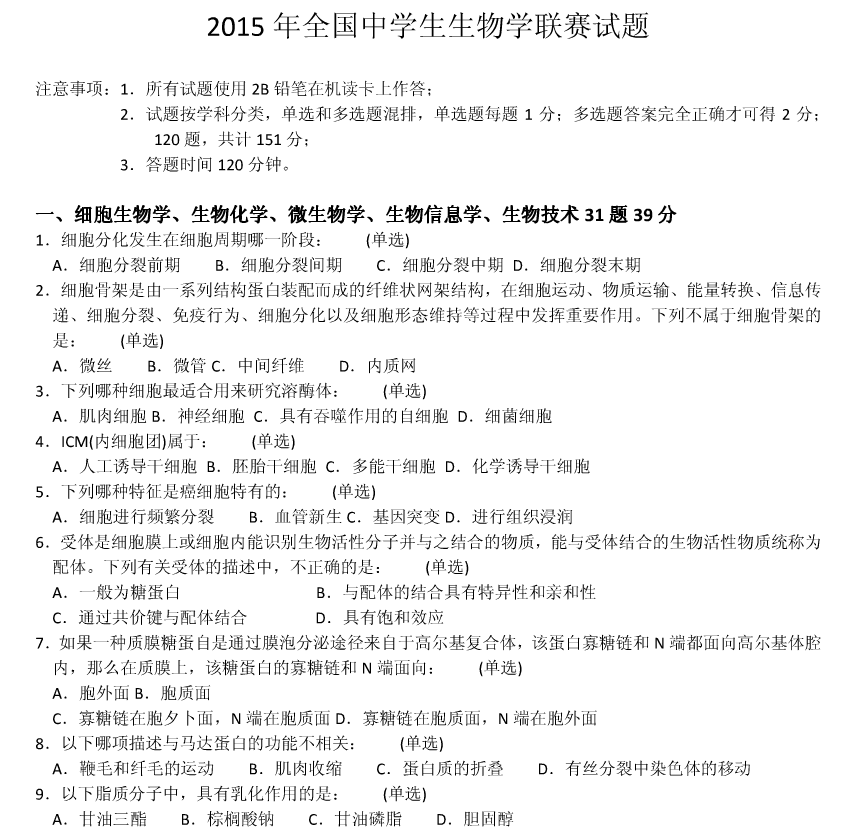 2015 年全国中学生生物学联赛试题
注意事项：1．所有试题使用 2B 铅笔在机读卡上作答；
2．试题按学科分类，单选和多选题混排，单选题每题 1 分；多选题答案完全正确才可得 2 分；
120 题，共计 151 分；
3．答题时间 120 分钟。
一、细胞生物学、生物化学、微生物学、生物信息学、生物技术 31 题 39 分
1．细胞分化发生在细胞周期哪一阶段： (单选)
A．细胞分裂前期 B．细胞分裂间期 C．细胞分裂中期 D．细胞分裂末期
2．细胞骨架是由一系列结构蛋白装配而成的纤维状网架结构，在细胞运动、物质运输、能量转换、信息传
递、细胞分裂、免疫行为、细胞分化以及细胞形态维持等过程中发挥重要作用。下列不属于细胞骨架的
是： (单选)
A．微丝 B．微管 C．中间纤维 D．内质网
3．下列哪种细胞最适合用来研究溶酶体： (单选)
A．肌肉细胞 B．神经细胞 C．具有吞噬作用的自细胞 D．细菌细胞
4．ICM(内细胞团)属于： (单选)
A．人工诱导干细胞 B．胚胎干细胞 C．多能干细胞 D．化学诱导干细胞
5．下列哪种特征是癌细胞特有的： (单选)
A．细胞进行频繁分裂 B．血管新生 C．基因突变 D．进行组织浸润
6．受体是细胞膜上或细胞内能识别生物活性分子并与之结合的物质，能与受体结合的生物活性物质统称为
配体。下列有关受体的描述中，不正确的是： (单选)
A．一般为糖蛋白 B．与配体的结合具有特异性和亲和性
C．通过共价键与配体结合 D．具有饱和效应
7．如果一种质膜糖蛋自是通过膜泡分泌途径来自于高尔基复合体，该蛋白寡糖链和 N 端都面向高尔基体腔
内，那么在质膜上，该糖蛋白的寡糖链和 N 端面向： (单选)
A．胞外面 B．胞质面
C．寡糖链在胞夕卜面，N 端在胞质面 D．寡糖链在胞质面，N 端在胞外面
8．以下哪项描述与马达蛋白的功能不相关： (单选)
A．鞭毛和纤毛的运动 B．肌肉收缩 C．蛋白质的折叠 D．有丝分裂中染色体的移动
9．以下脂质分子中，具有乳化作用的是： (单选)
A．甘油三酯 B．棕榈酸钠 C．甘油磷脂 D．胆固醇